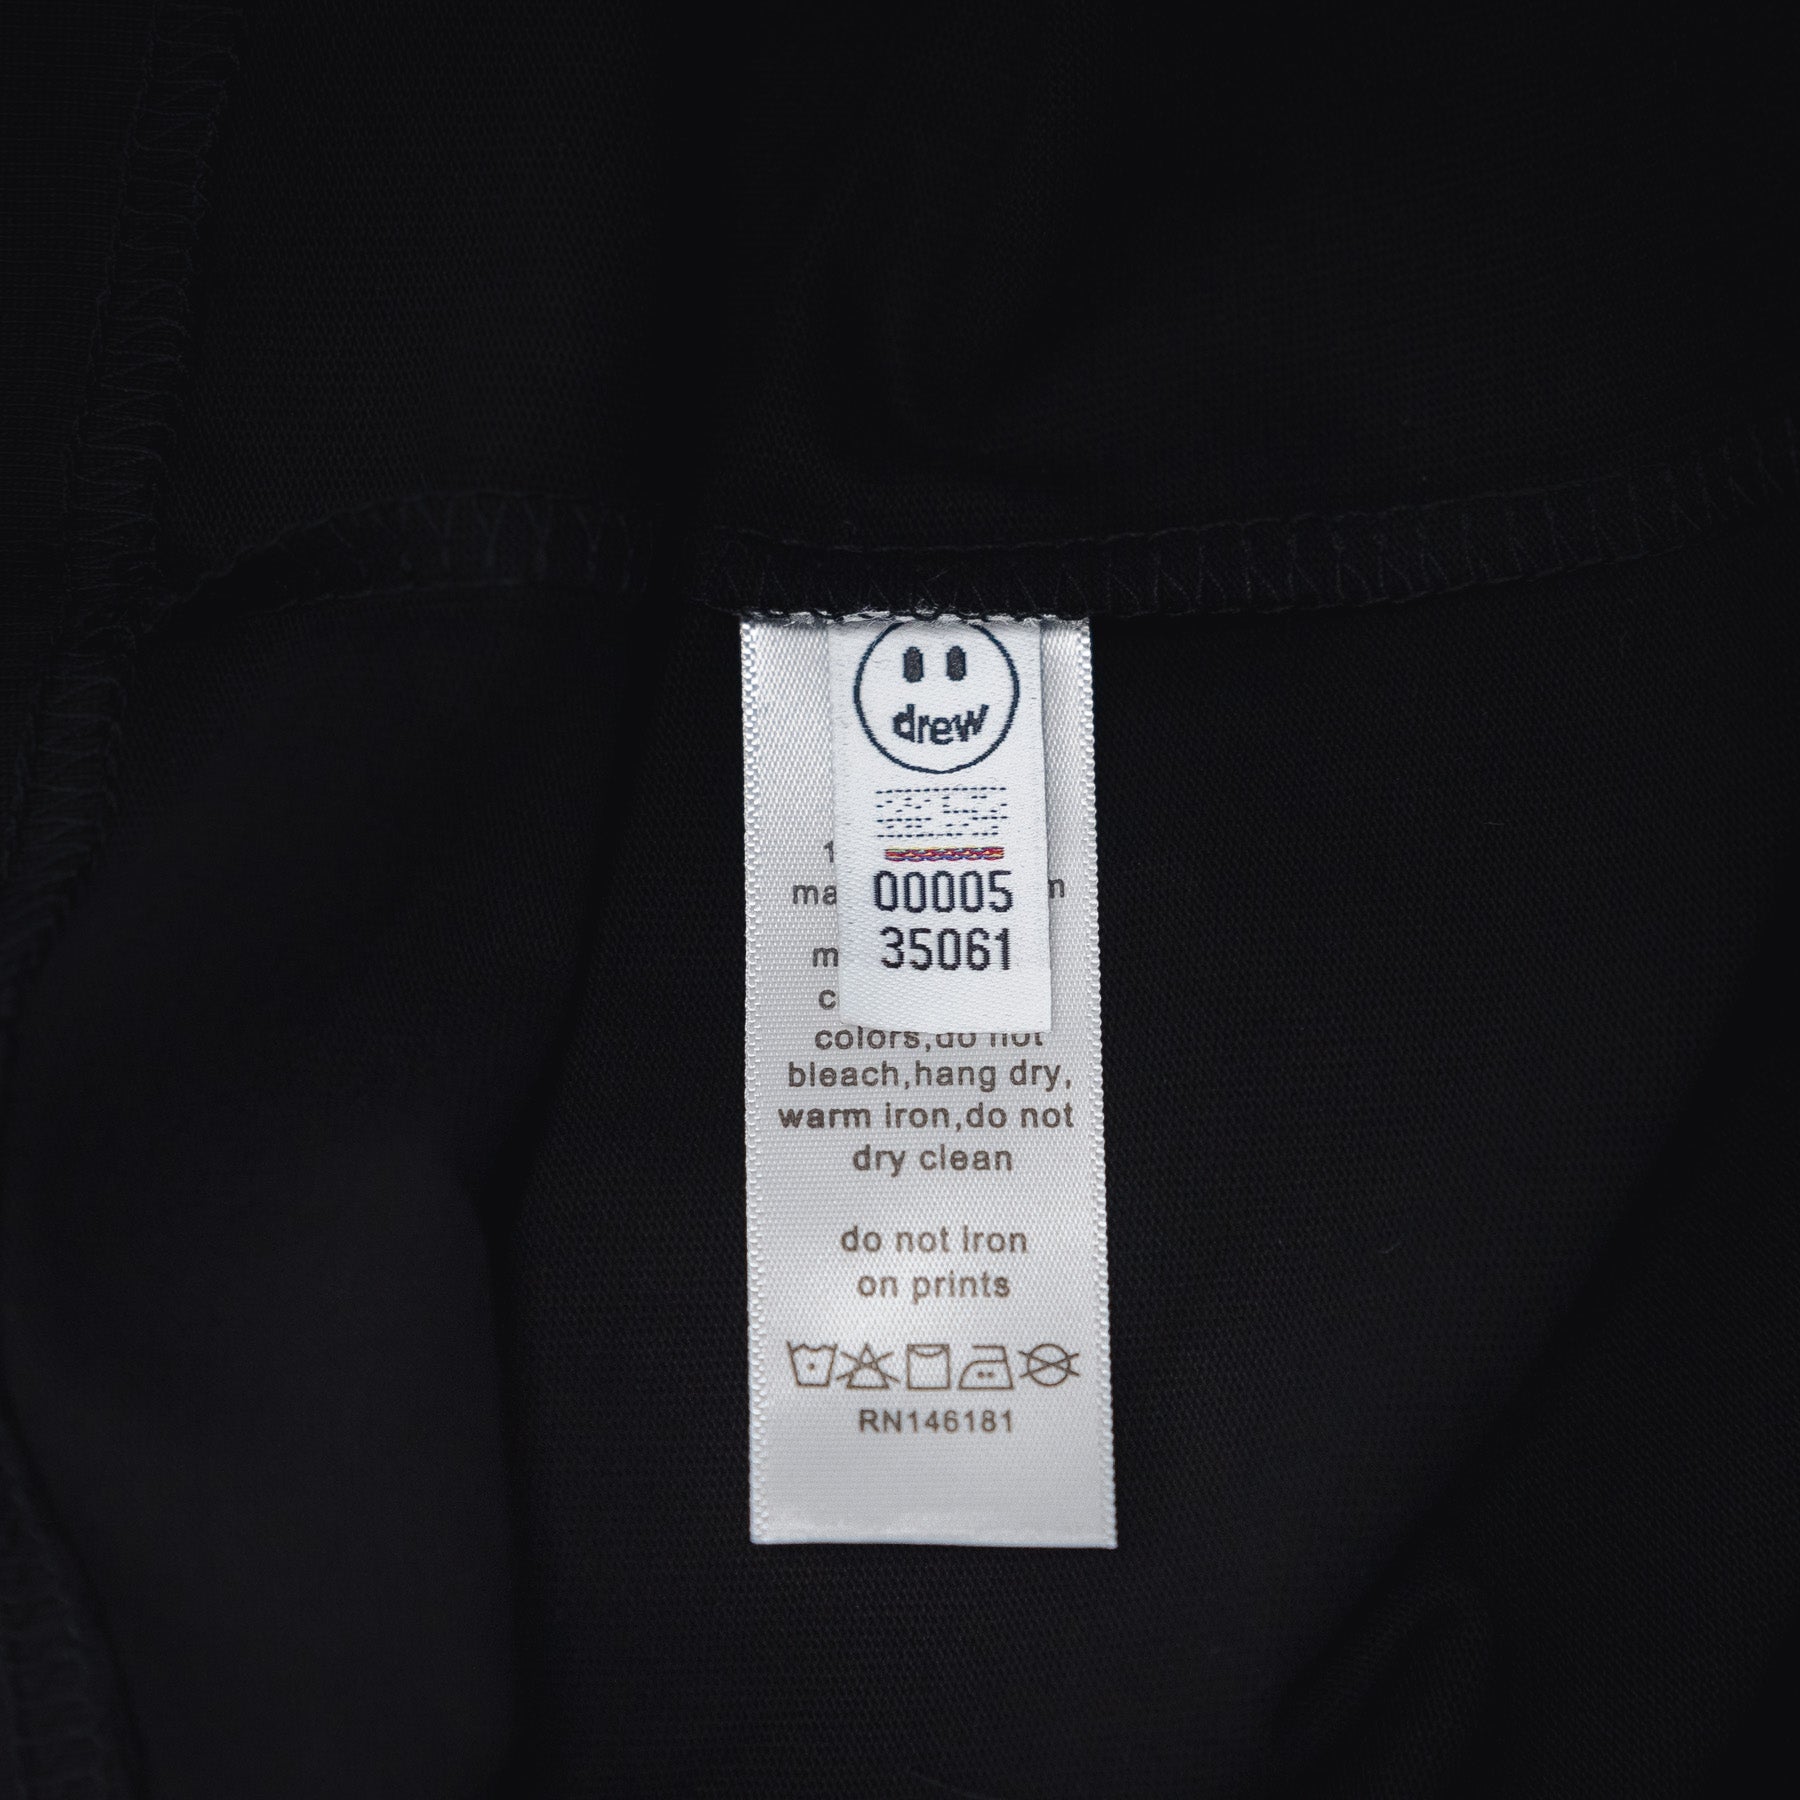 drew
00005
35061
colors,do not
bleach,hang dry,
warm iron,do not
dry clean
do not iron
on prints
RN146181